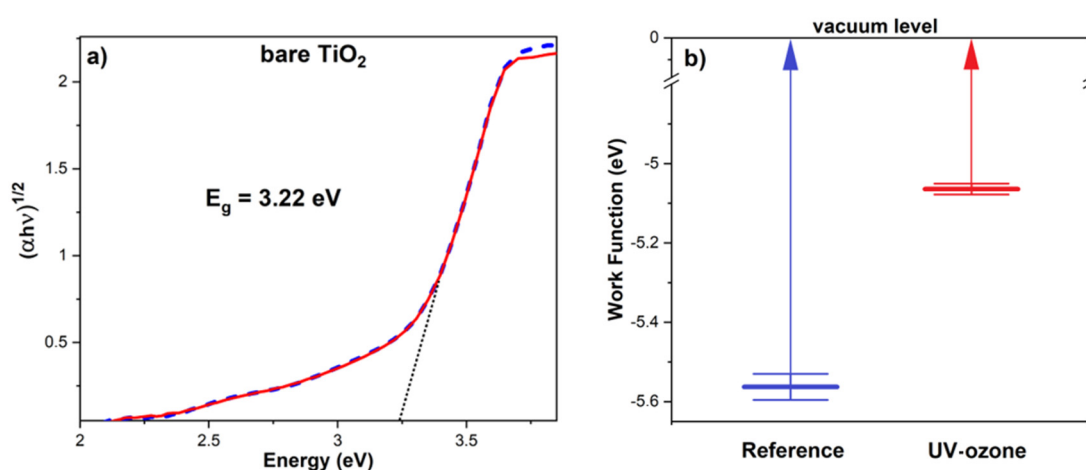 a)
bare TiO₂
E_g = 3.22 eV
(αhν)^1/2
2
1.5
1
0.5
2
2.5
3
3.5
Energy (eV)
vacuum level
b)
Work Function (eV)
0
-5
-5.2
-5.4
-5.6
Reference
UV-ozone